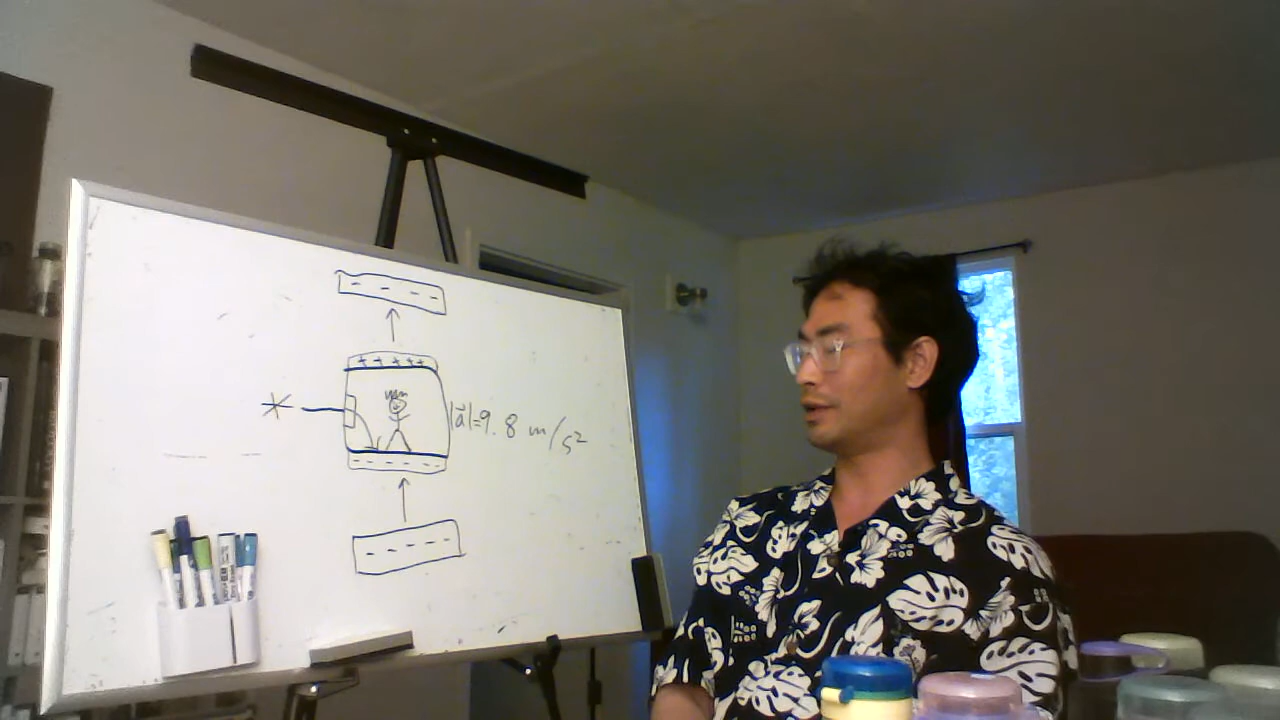 - - - -
+ + + + +
|a⃗|=9.8 m/s²
- - - - -
- - - - -